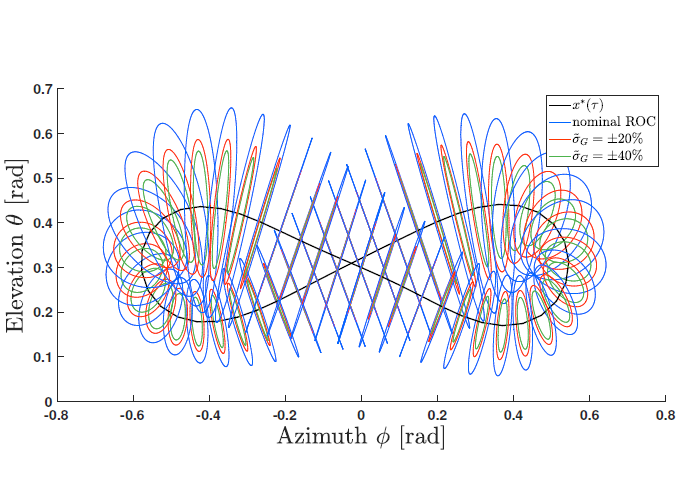 0.7
0.6
0.5
0.4
0.3
0.2
0.1
0
-0.8 -0.6 -0.4 -0.2 0 0.2 0.4 0.6 0.8
Elevation θ [rad]
Azimuth ϕ [rad]
x*(τ)
nominal ROC
σ̃_G = ±20%
σ̃_G = ±40%